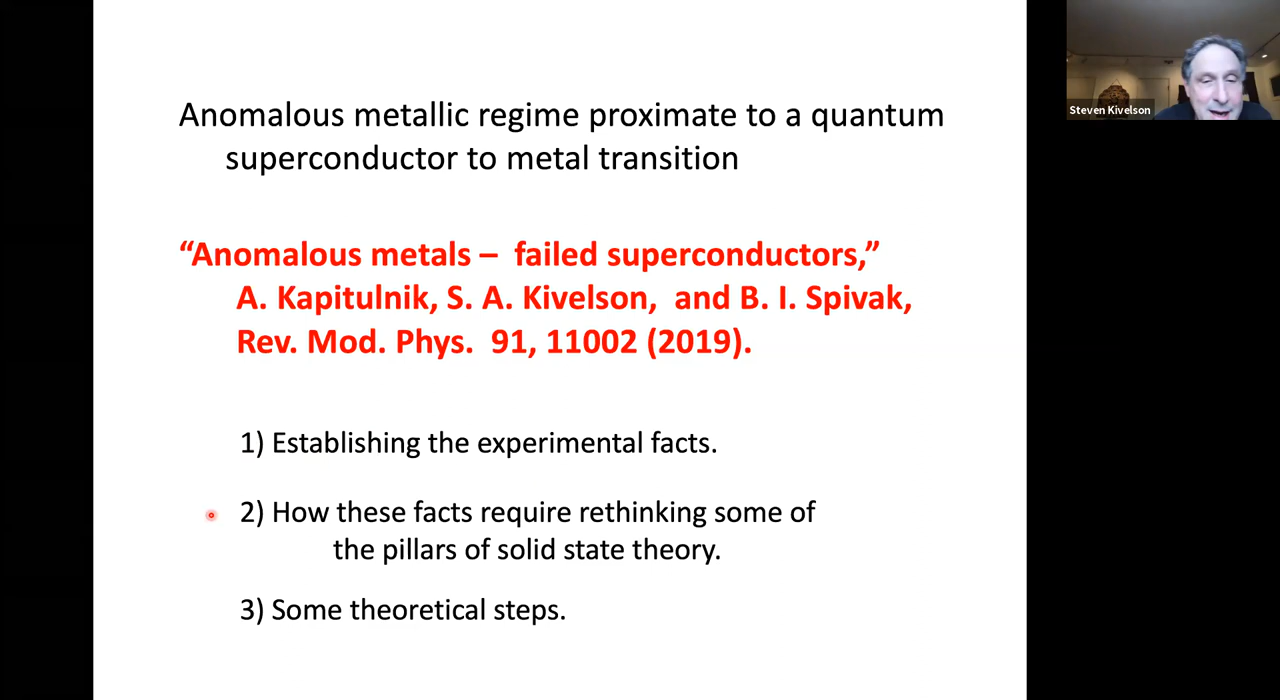 Anomalous metallic regime proximate to a quantum
superconductor to metal transition
“Anomalous metals – failed superconductors,”
A. Kapitulnik, S. A. Kivelson, and B. I. Spivak,
Rev. Mod. Phys. 91, 11002 (2019).
1) Establishing the experimental facts.
2) How these facts require rethinking some of
the pillars of solid state theory.
3) Some theoretical steps.
Steven Kivelson